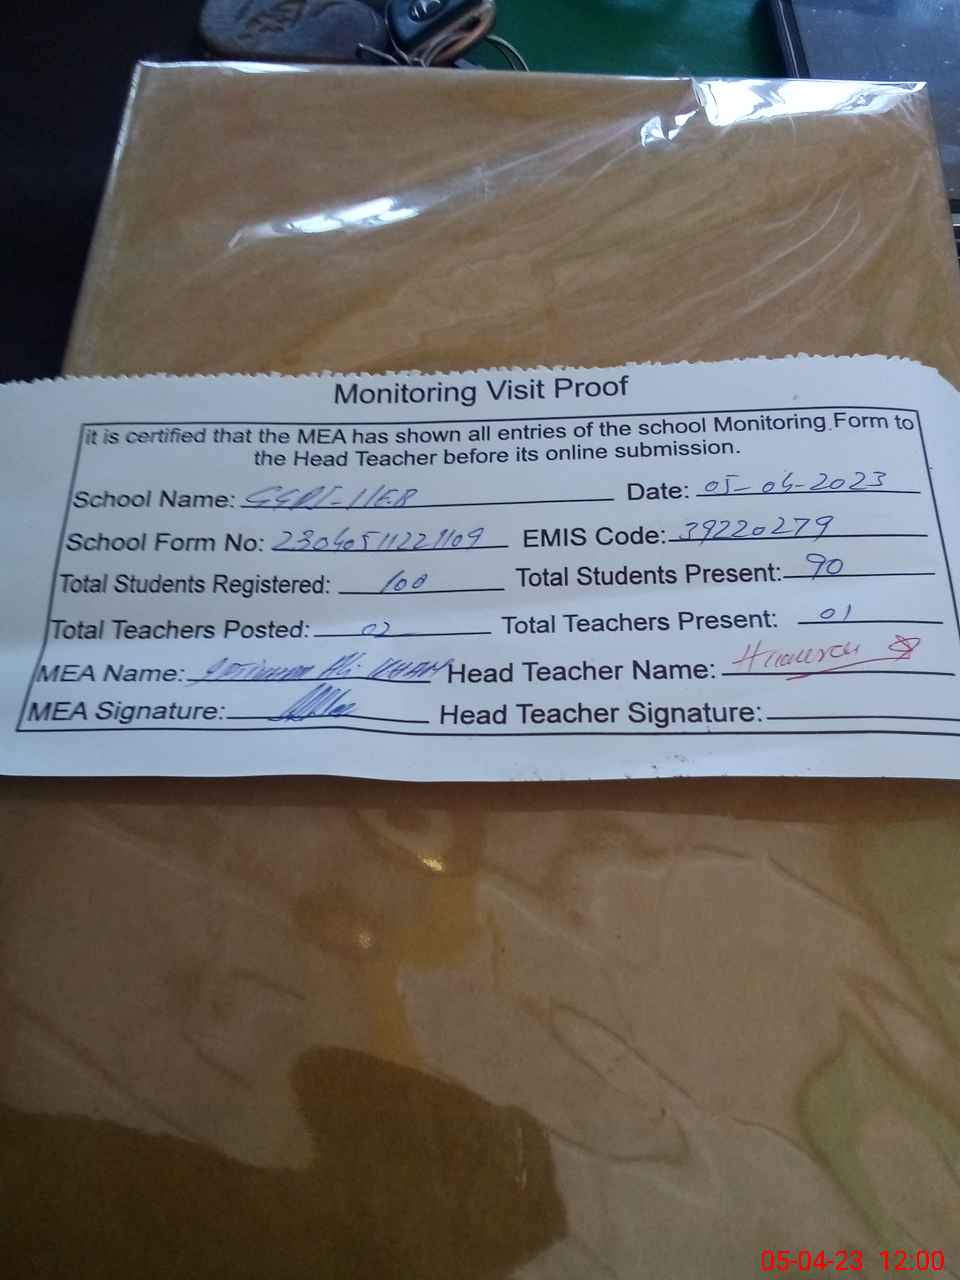 Monitoring Visit Proof
it is certified that the MEA has shown all entries of the school Monitoring Form to
the Head Teacher before its online submission.
School Name: Date: 05-04-2023
School Form No: EMIS Code: 39220279
Total Students Registered: 100 Total Students Present: 90
Total Teachers Posted: 02 Total Teachers Present: 01
MEA Name: Head Teacher Name:
MEA Signature: Head Teacher Signature:
05-04-23 12:00